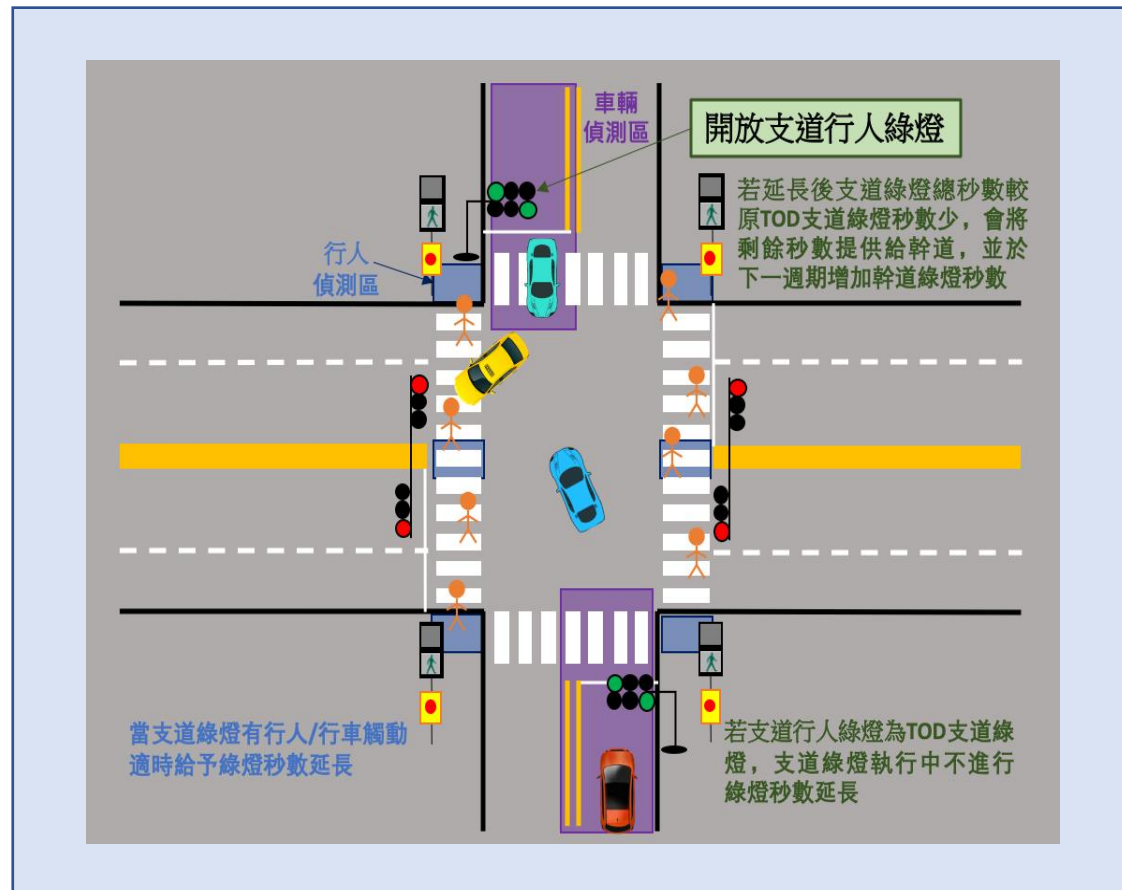 車輛
偵測區
開放支道行人綠燈
若延長後支道綠燈總秒數較
原TOD支道綠燈秒數少，會將
剩餘秒數提供給幹道，並於
下一週期增加幹道綠燈秒數
行人
偵測區
當支道綠燈有行人/行車觸動
適時給予綠燈秒數延長
若支道行人綠燈為TOD支道綠
燈，支道綠燈執行中不進行
綠燈秒數延長